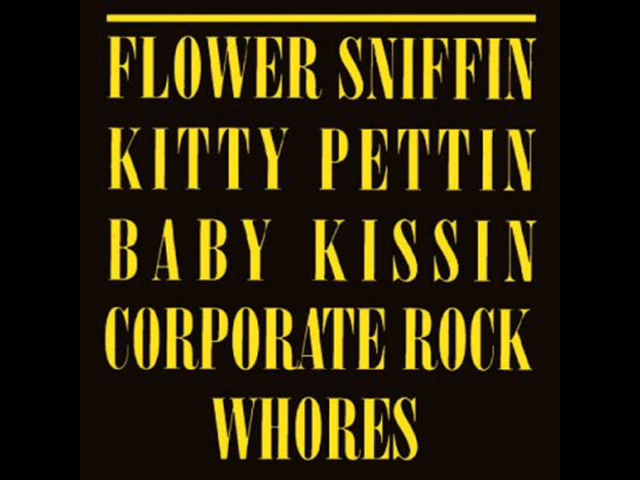 FLOWER SNIFFIN
KITTY PETTIN
BABY KISSIN
CORPORATE ROCK
WHORES